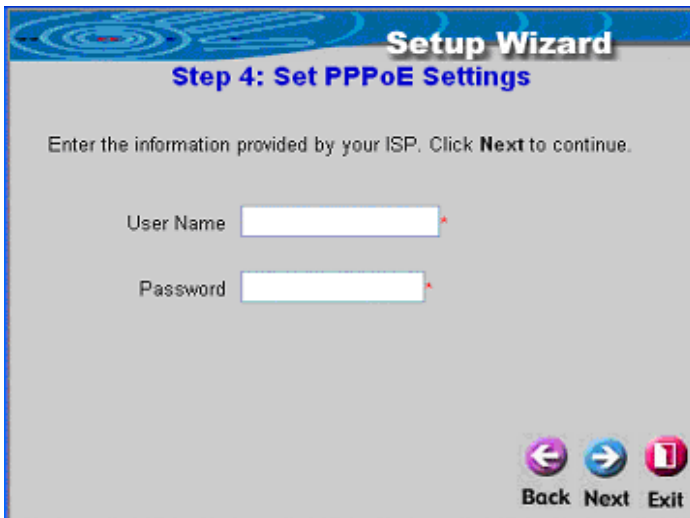 Setup Wizard
Step 4: Set PPPoE Settings
Enter the information provided by your ISP. Click Next to continue.
User Name *
Password *
Back Next Exit